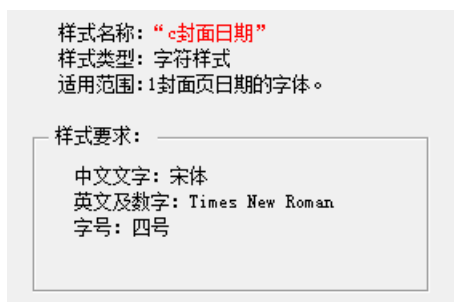 样式名称：“c封面日期”
样式类型：字符样式
适用范围：1封面页日期的字体。
样式要求：
中文文字：宋体
英文及数字：Times New Roman
字号：四号